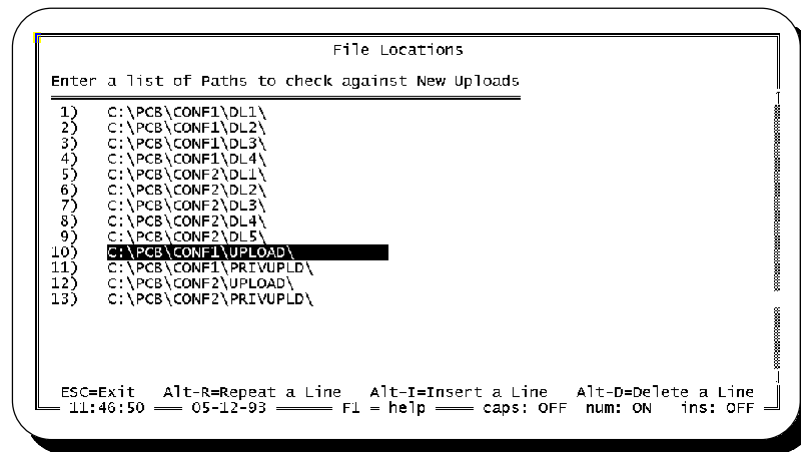 File Locations
Enter a list of Paths to check against New Uploads
1) C:\PCB\CONF1\DL1\
2) C:\PCB\CONF1\DL2\
3) C:\PCB\CONF1\DL3\
4) C:\PCB\CONF1\DL4\
5) C:\PCB\CONF2\DL1\
6) C:\PCB\CONF2\DL2\
7) C:\PCB\CONF2\DL3\
8) C:\PCB\CONF2\DL4\
9) C:\PCB\CONF2\DL5\
10) C:\PCB\CONF1\UPLOAD\
11) C:\PCB\CONF1\PRIVUPLD\
12) C:\PCB\CONF2\UPLOAD\
13) C:\PCB\CONF2\PRIVUPLD\
ESC=Exit Alt-R=Repeat a Line Alt-I=Insert a Line Alt-D=Delete a Line
11:46:50 05-12-93 F1 = help caps: OFF num: ON ins: OFF